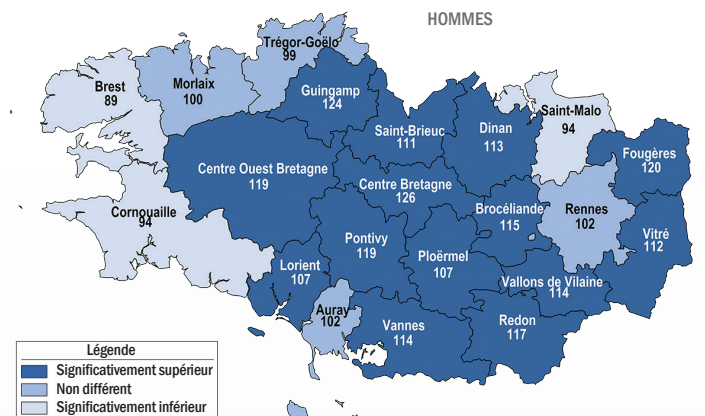 HOMMES
Trégor-Goëlo
99
Brest
89
Morlaix
100
Guingamp
124
Saint-Brieuc
111
Dinan
113
Saint-Malo
94
Fougères
120
Centre Ouest Bretagne
119
Centre Bretagne
126
Cornouaille
94
Brocéliande
115
Rennes
102
Vitré
112
Pontivy
119
Ploërmel
107
Lorient
107
Vallons de Vilaine
114
Auray
102
Vannes
114
Redon
117
Légende
Significativement supérieur
Non différent
Significativement inférieur